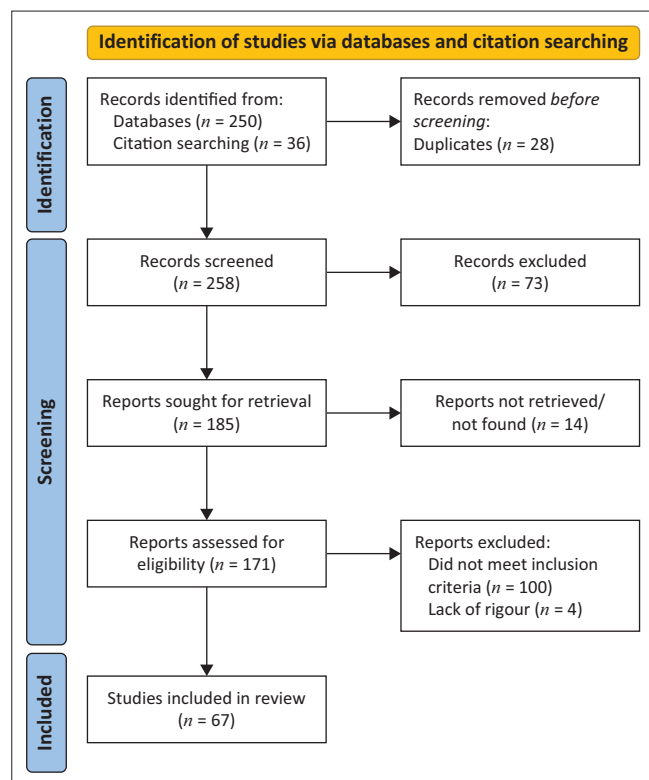 Identification of studies via databases and citation searching
Identification
Records identified from:
Databases (n = 250)
Citation searching (n = 36)
Records removed before
screening:
Duplicates (n = 28)
Screening
Records screened
(n = 258)
Records excluded
(n = 73)
Reports sought for retrieval
(n = 185)
Reports not retrieved/
not found (n = 14)
Reports assessed for
eligibility (n = 171)
Reports excluded:
Did not meet inclusion
criteria (n = 100)
Lack of rigour (n = 4)
Included
Studies included in review
(n = 67)